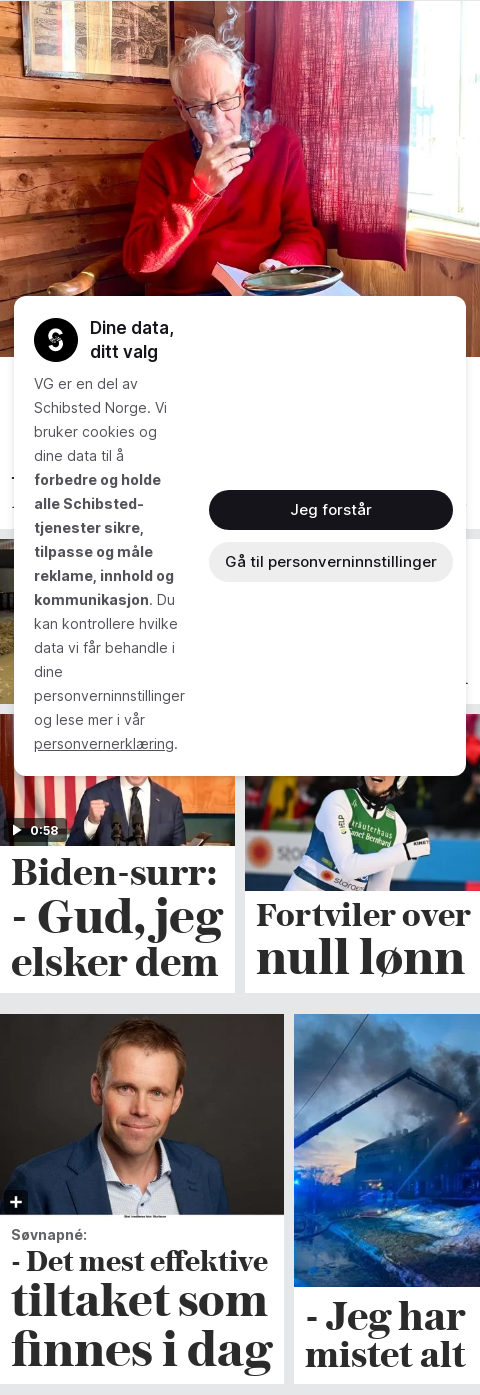 Dine data,
ditt valg
VG er en del av
Schibsted Norge. Vi
bruker cookies og
dine data til å
forbedre og holde
alle Schibsted-
tjenester sikre,
tilpasse og måle
reklame, innhold og
kommunikasjon. Du
kan kontrollere hvilke
data vi får behandle i
dine
personverninnstillinger
og lese mer i vår
personvernerklæring.
Jeg forstår
Gå til personverninnstillinger
0:58
Biden-surr:
- Gud, jeg
elsker dem
HELP
kräuterhaus
Sanct Bernhard
Fortviler over
null lønn
Søvnapné:
- Det mest effektive
tiltaket som
finnes i dag
- Jeg har
mistet alt